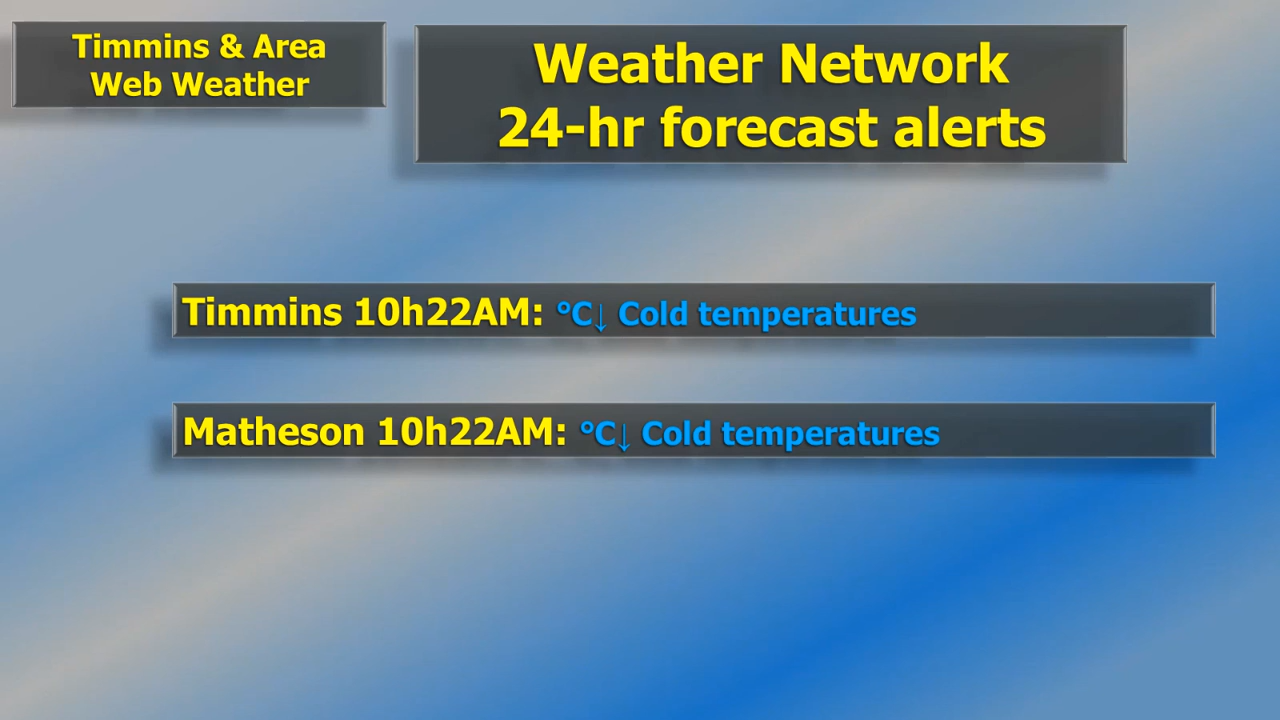 Timmins & Area
Web Weather
Weather Network
24-hr forecast alerts
Timmins 10h22AM: °C↓ Cold temperatures
Matheson 10h22AM: °C↓ Cold temperatures